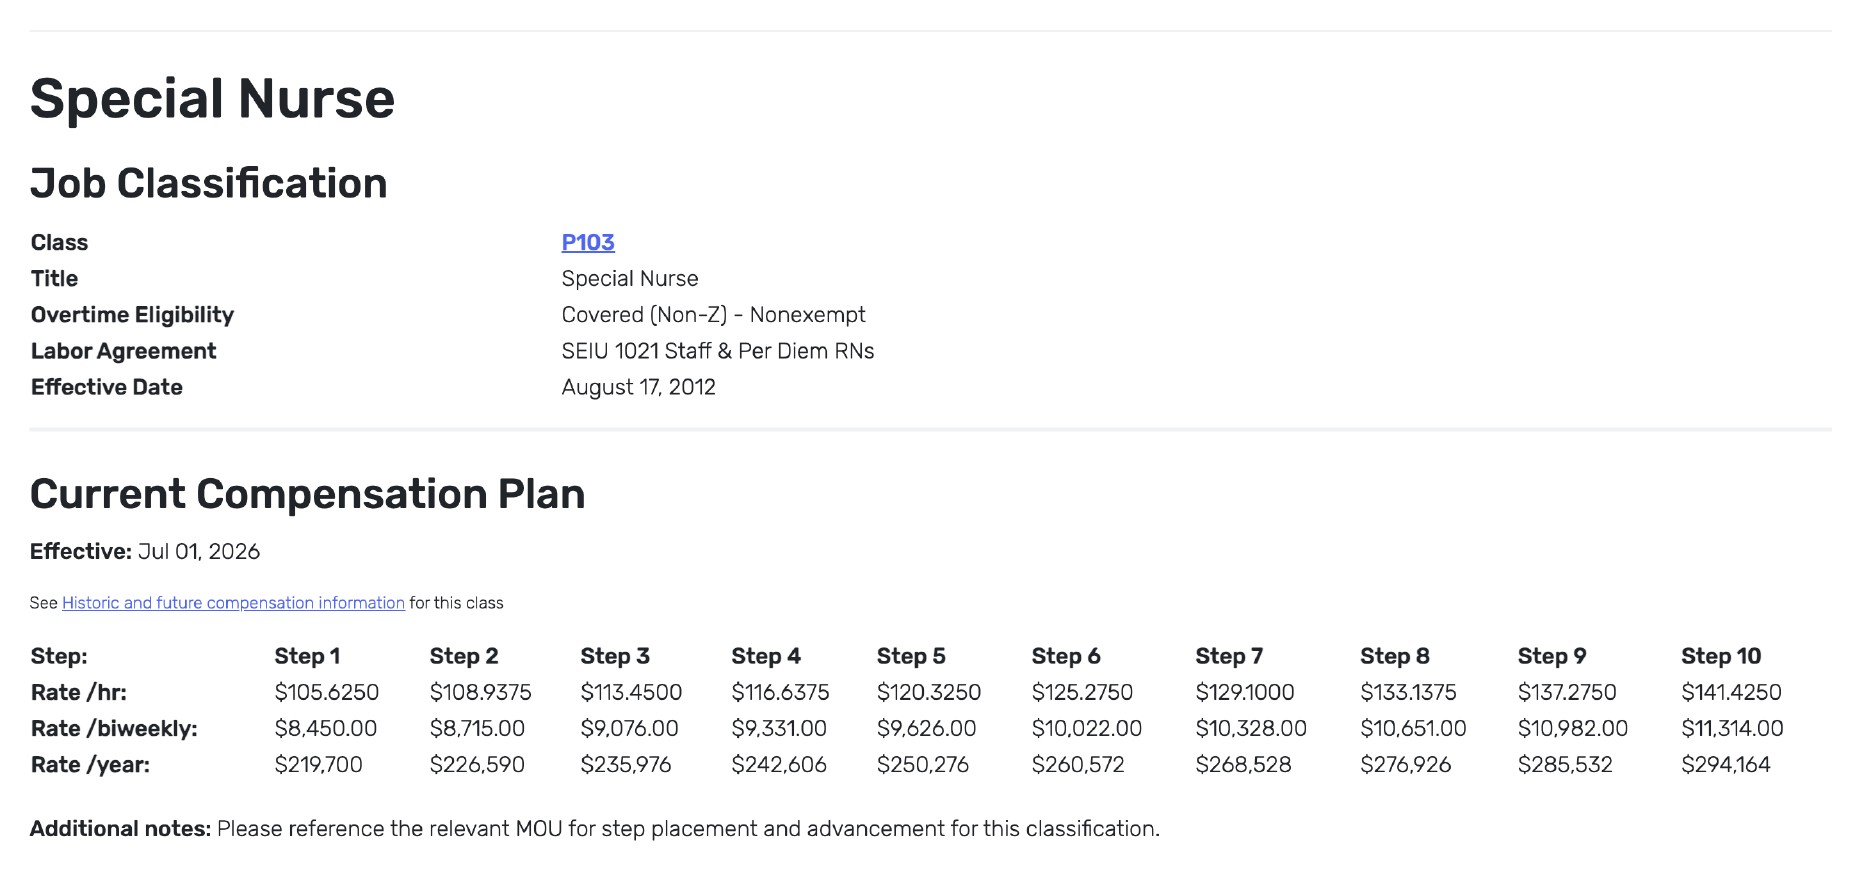 Special Nurse
Job Classification
Class P103
Title Special Nurse
Overtime Eligibility Covered (Non-Z) - Nonexempt
Labor Agreement SEIU 1021 Staff & Per Diem RNs
Effective Date August 17, 2012
Current Compensation Plan
Effective: Jul 01, 2026
See Historic and future compensation information for this class
Step: Step 1 Step 2 Step 3 Step 4 Step 5 Step 6 Step 7 Step 8 Step 9 Step 10
Rate /hr: $105.6250 $108.9375 $113.4500 $116.6375 $120.3250 $125.2750 $129.1000 $133.1375 $137.2750 $141.4250
Rate /biweekly: $8,450.00 $8,715.00 $9,076.00 $9,331.00 $9,626.00 $10,022.00 $10,328.00 $10,651.00 $10,982.00 $11,314.00
Rate /year: $219,700 $226,590 $235,976 $242,606 $250,276 $260,572 $268,528 $276,926 $285,532 $294,164
Additional notes: Please reference the relevant MOU for step placement and advancement for this classification.